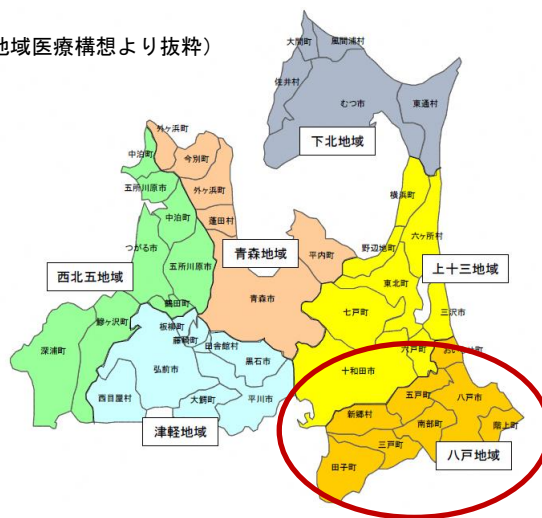 地域医療構想より抜粋）
大間町
風間浦村
佐井村
むつ市
東通村
下北地域
外ヶ浜町
中泊町
今別町
五所川原市
外ヶ浜町
中泊町
蓬田村
横浜町
つがる市
平内町
野辺地町
六ヶ所村
青森地域
西北五地域
五所川原市
東北町
上十三地域
青森市
七戸町
鶴田町
三沢市
鰺ヶ沢町
板柳町
藤崎町
田舎館村
六戸町
深浦町
黒石市
弘前市
十和田市
五戸町
八戸市
西目屋村
大鰐町
平川市
新郷村
南部町
階上町
津軽地域
三戸町
八戸地域
田子町